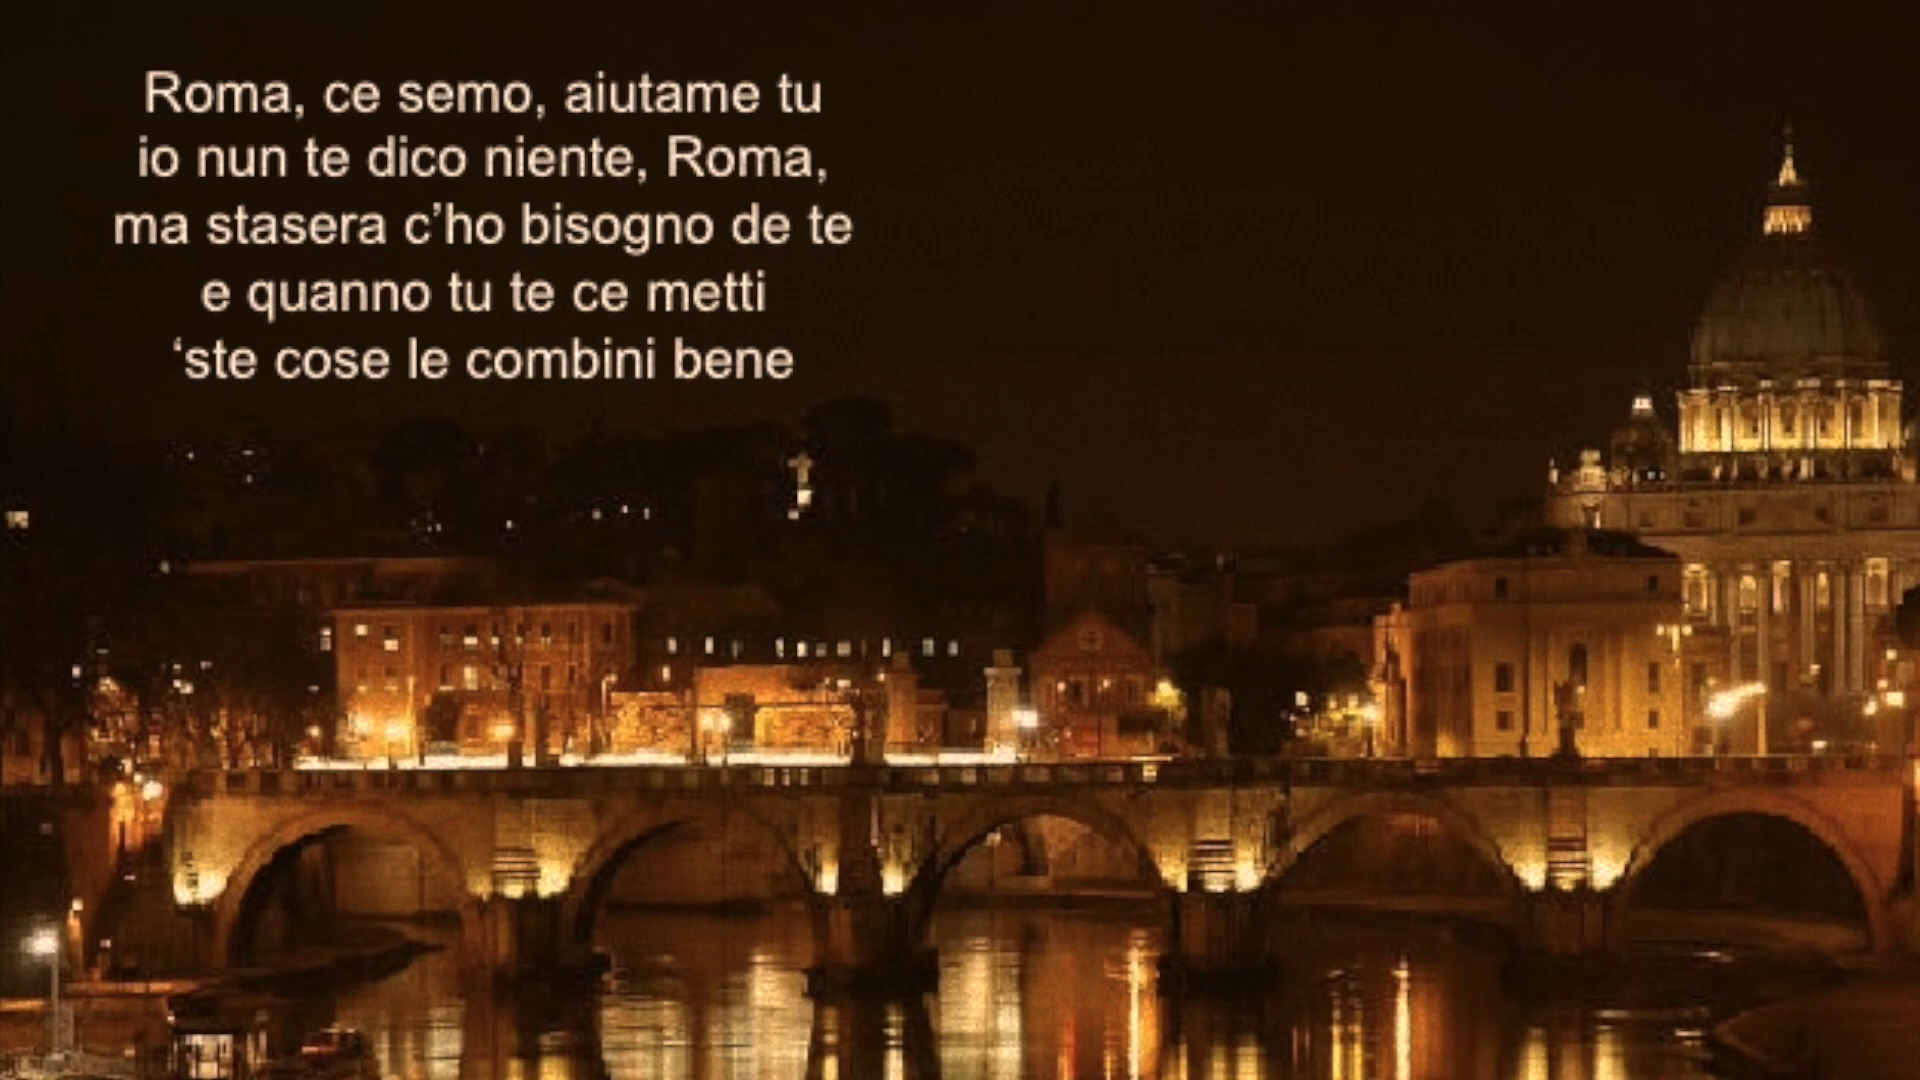 Roma, ce semo, aiutame tu
io nun te dico niente, Roma,
ma stasera c’ho bisogno de te
e quanno tu te ce metti
‘ste cose le combini bene